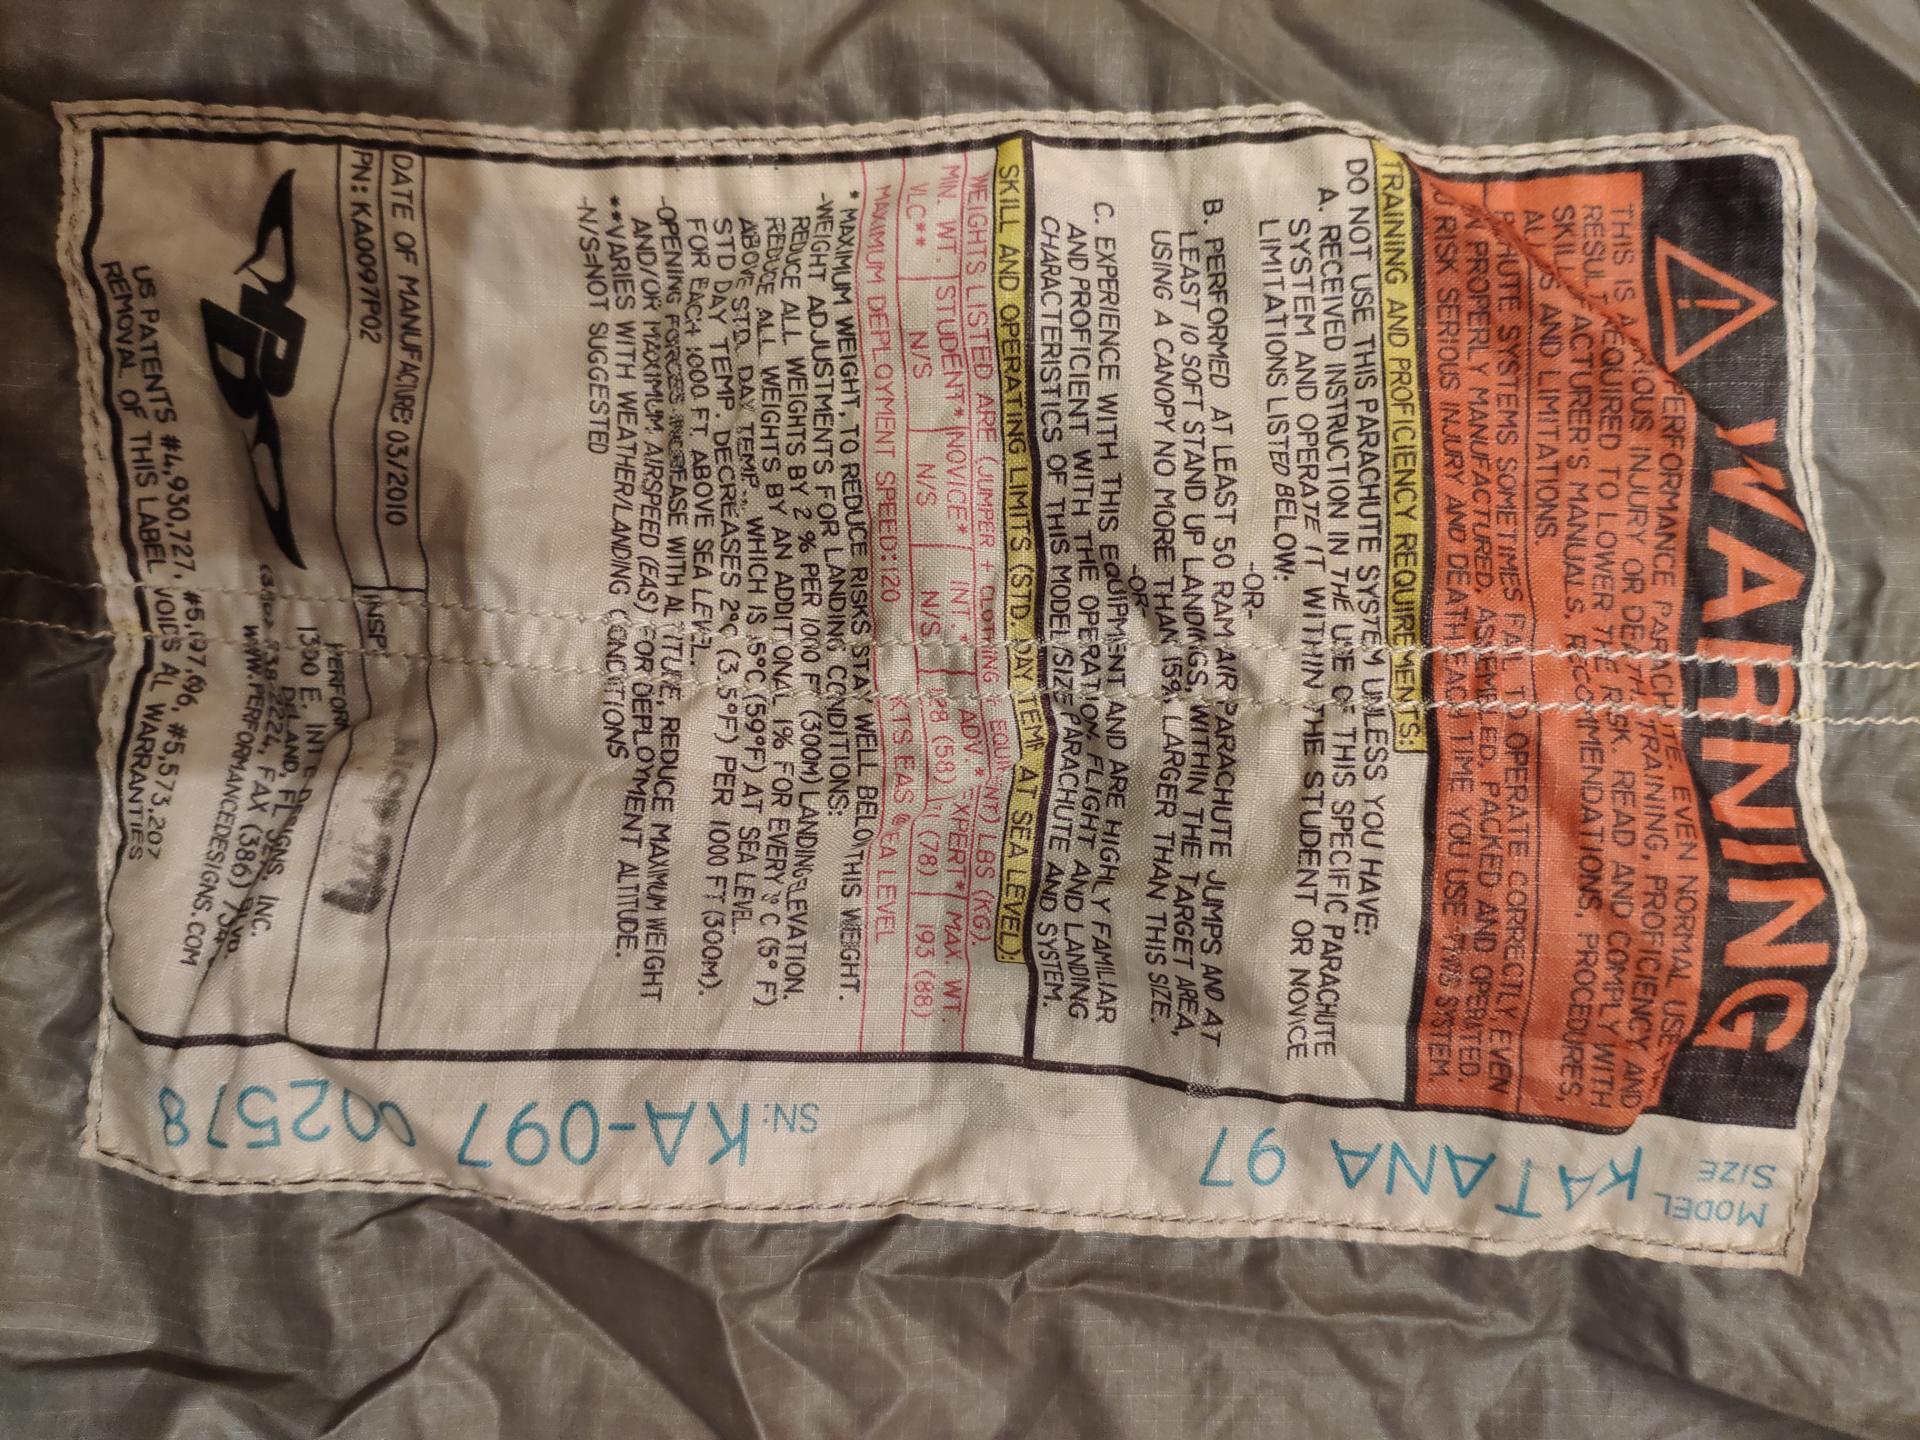 WARNING
PERFORMANCE PARACHUTE. EVEN NORMAL USE
THIS IS A INJURY OR DEATH. TRAINING, PROFICIENCY AND
RESULT REQUIRED TO LOWER THE RISK. READ AND COMPLY WITH
SKILL MANUFACTURER'S MANUALS, RECOMMENDATIONS, PROCEDURES,
AND LIMITATIONS.
SYSTEMS SOMETIMES FAIL TO OPERATE CORRECTLY, EVEN
PROPERLY MANUFACTURED, ASSEMBLED, PACKED AND OPERATED.
RISK SERIOUS INJURY AND DEATH EACH TIME YOU USE THIS SYSTEM.
TRAINING AND PROFICIENCY REQUIREMENTS:
DO NOT USE THIS PARACHUTE SYSTEM UNLESS YOU HAVE:
A. RECEIVED INSTRUCTION IN THE USE OF THIS SPECIFIC PARACHUTE
SYSTEM AND OPERATE IT WITHIN THE STUDENT OR NOVICE
LIMITATIONS LISTED BELOW:
-OR-
B. PERFORMED AT LEAST 50 RAM AIR PARACHUTE JUMPS AND AT
LEAST 10 SOFT STAND UP LANDINGS, WITHIN THE TARGET AREA,
USING A CANOPY NO MORE THAN 15% LARGER THAN THIS SIZE.
-OR-
C. EXPERIENCE WITH THIS EQUIPMENT AND ARE HIGHLY FAMILIAR
AND PROFICIENT WITH THE OPERATION, FLIGHT AND LANDING
CHARACTERISTICS OF THIS MODEL/SIZE PARACHUTE AND SYSTEM.
SKILL AND OPERATING LIMITS (STD. DAY TEMP AT SEA LEVEL):
WEIGHTS LISTED ARE (JUMPER + CLOTHING + EQUIPMENT) LBS (KG).
MIN. WT. STUDENT* NOVICE* INT.* ADV.* EXPERT* MAX. WT.
VLC** N/S N/S N/S 128 (58) 171 (78) 193 (88)
MAXIMUM DEPLOYMENT SPEED: 120 KTS EAS @ SEA LEVEL
* MAXIMUM WEIGHT, TO REDUCE RISKS STAY WELL BELOW THIS WEIGHT.
-WEIGHT ADJUSTMENTS FOR LANDING CONDITIONS:
REDUCE ALL WEIGHTS BY 2 % PER 1000 FT (300M) LANDING ELEVATION.
REDUCE ALL WEIGHTS BY AN ADDITIONAL 1% FOR EVERY 3° C (5° F)
ABOVE STD. DAY TEMP., WHICH IS 15°C (59°F) AT SEA LEVEL.
STD DAY TEMP. DECREASES 2°C (3.5°F) PER 1000 FT (300M).
FOR EACH 1000 FT. ABOVE SEA LEVEL.
-OPENING FORCES INCREASE WITH ALTITUDE, REDUCE MAXIMUM WEIGHT
AND/OR MAXIMUM AIRSPEED (EAS) FOR DEPLOYMENT ALTITUDE.
**VARIES WITH WEATHER/LANDING CONDITIONS
-N/S=NOT SUGGESTED
DATE OF MANUFACTURE: 03/2010
PN: KA0097P02
INSP:
PD
PERFORM DESIGNS, INC.
1300 E. INTL
DELAND, FL
FAX (386)
WWW.PERFORMANCEDESIGNS.COM
US PATENTS #4,930,727, #5,197,696, #5,573,207
REMOVAL OF THIS LABEL VOIDS ALL WARRANTIES
MODEL KATANA 97
SIZE
SN: KA-097 002578